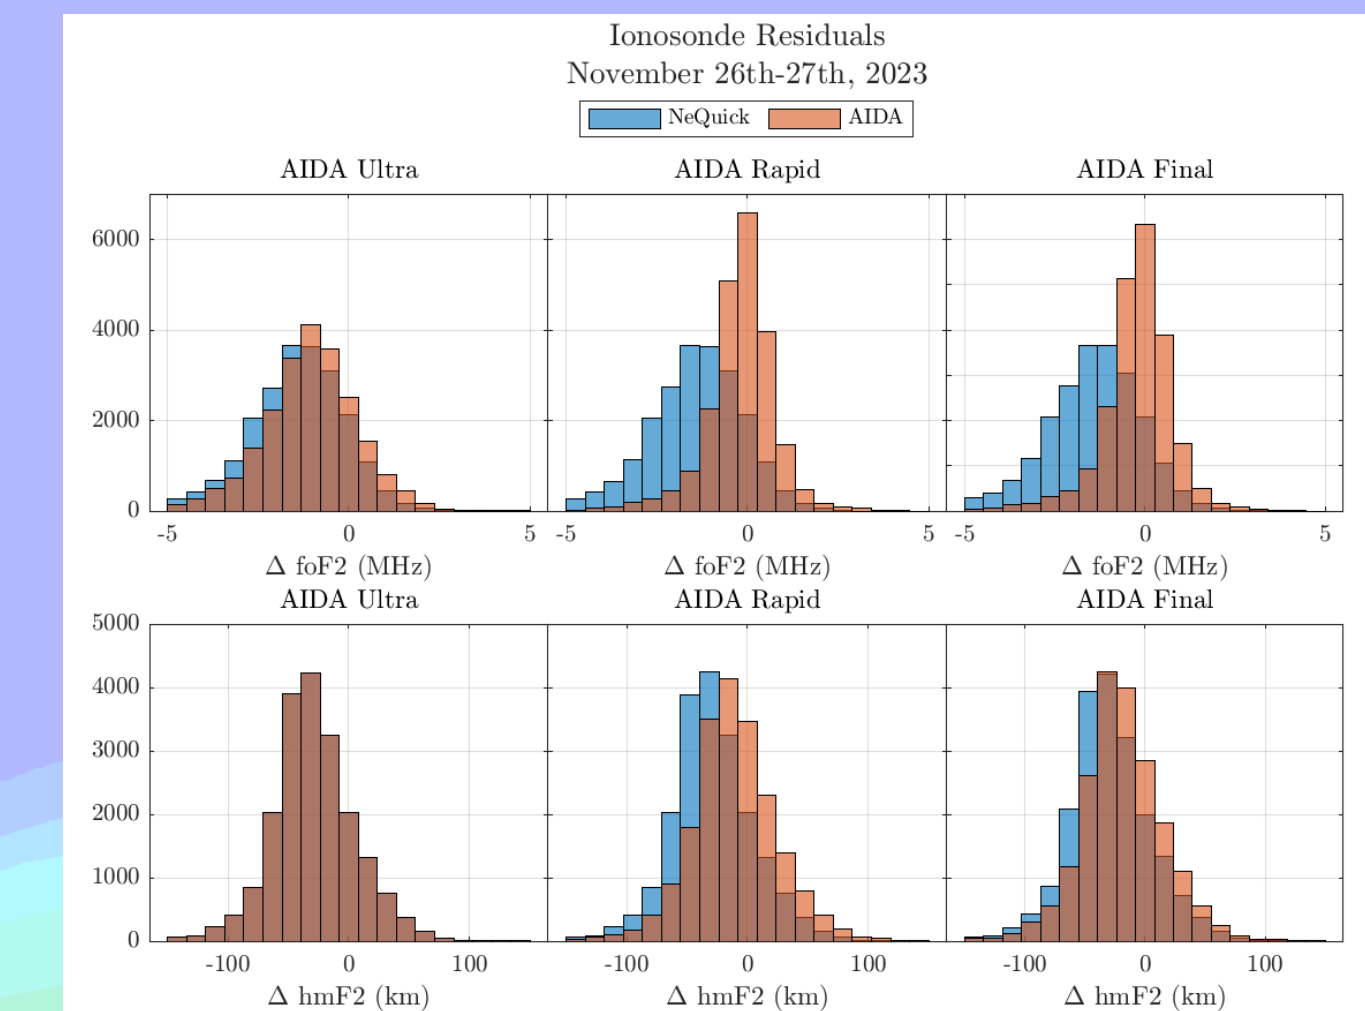 Ionosonde Residuals
November 26th-27th, 2023
NeQuick AIDA
AIDA Ultra AIDA Rapid AIDA Final
6000
4000
2000
0
-5 0 5 -5 0 5 -5 0 5
Δ foF2 (MHz) Δ foF2 (MHz) Δ foF2 (MHz)
AIDA Ultra AIDA Rapid AIDA Final
5000
4000
3000
2000
1000
0
-100 0 100 -100 0 100 -100 0 100
Δ hmF2 (km) Δ hmF2 (km) Δ hmF2 (km)